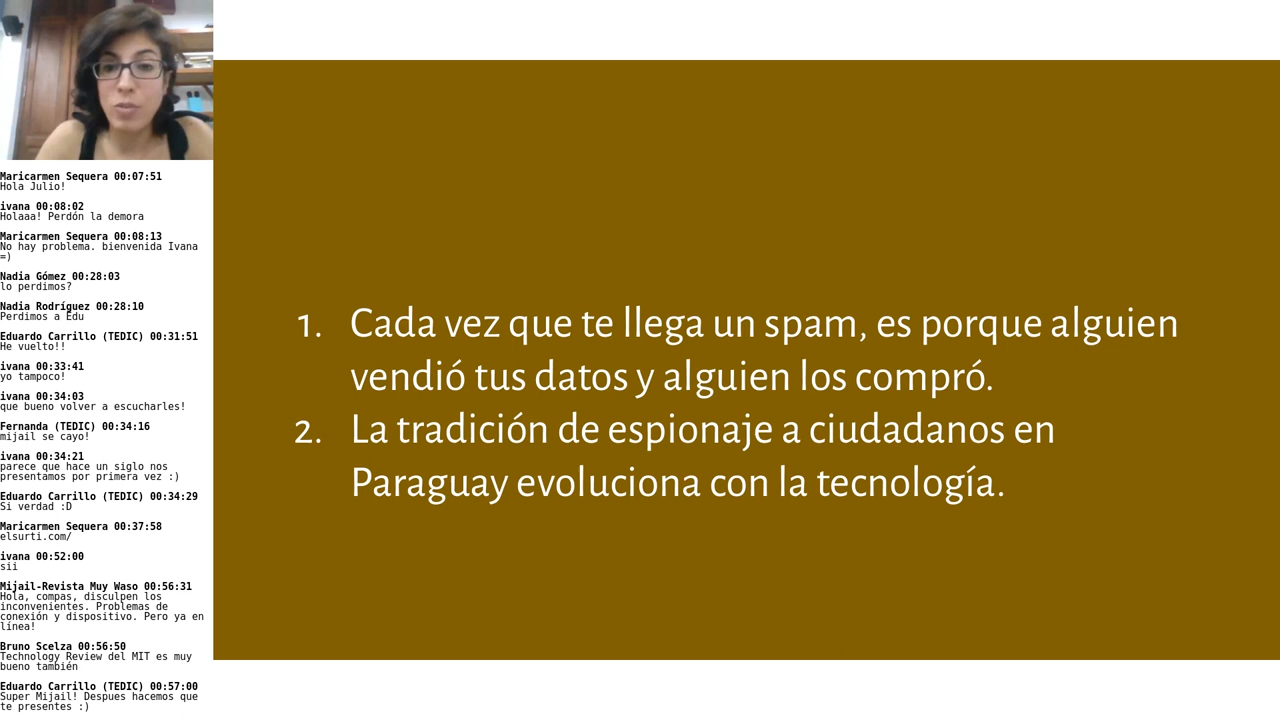 Maricarmen Sequera 00:07:51
Hola Julio!
ivana 00:08:02
Holaaa! Perdón la demora
Maricarmen Sequera 00:08:13
No hay problema. bienvenida Ivana
=)
Nadia Gómez 00:28:03
lo perdimos?
Nadia Rodríguez 00:28:10
Perdimos a Edu
Eduardo Carrillo (TEDIC) 00:31:51
He vuelto!!
ivana 00:33:41
yo tampoco!
ivana 00:34:03
que bueno volver a escucharles!
Fernanda (TEDIC) 00:34:16
mijail se cayo!
ivana 00:34:21
parece que hace un siglo nos
presentamos por primera vez :)
Eduardo Carrillo (TEDIC) 00:34:29
Si verdad :D
Maricarmen Sequera 00:37:58
elsurti.com/
ivana 00:52:00
sii
Mijail-Revista Muy Waso 00:56:31
Hola, compas, disculpen los
inconvenientes. Problemas de
conexión y dispositivo. Pero ya en
línea!
Bruno Scelza 00:56:50
Technology Review del MIT es muy
bueno también
Eduardo Carrillo (TEDIC) 00:57:00
Super Mijail! Despues hacemos que
te presentes :)
1. Cada vez que te llega un spam, es porque alguien
vendió tus datos y alguien los compró.
2. La tradición de espionaje a ciudadanos en
Paraguay evoluciona con la tecnología.